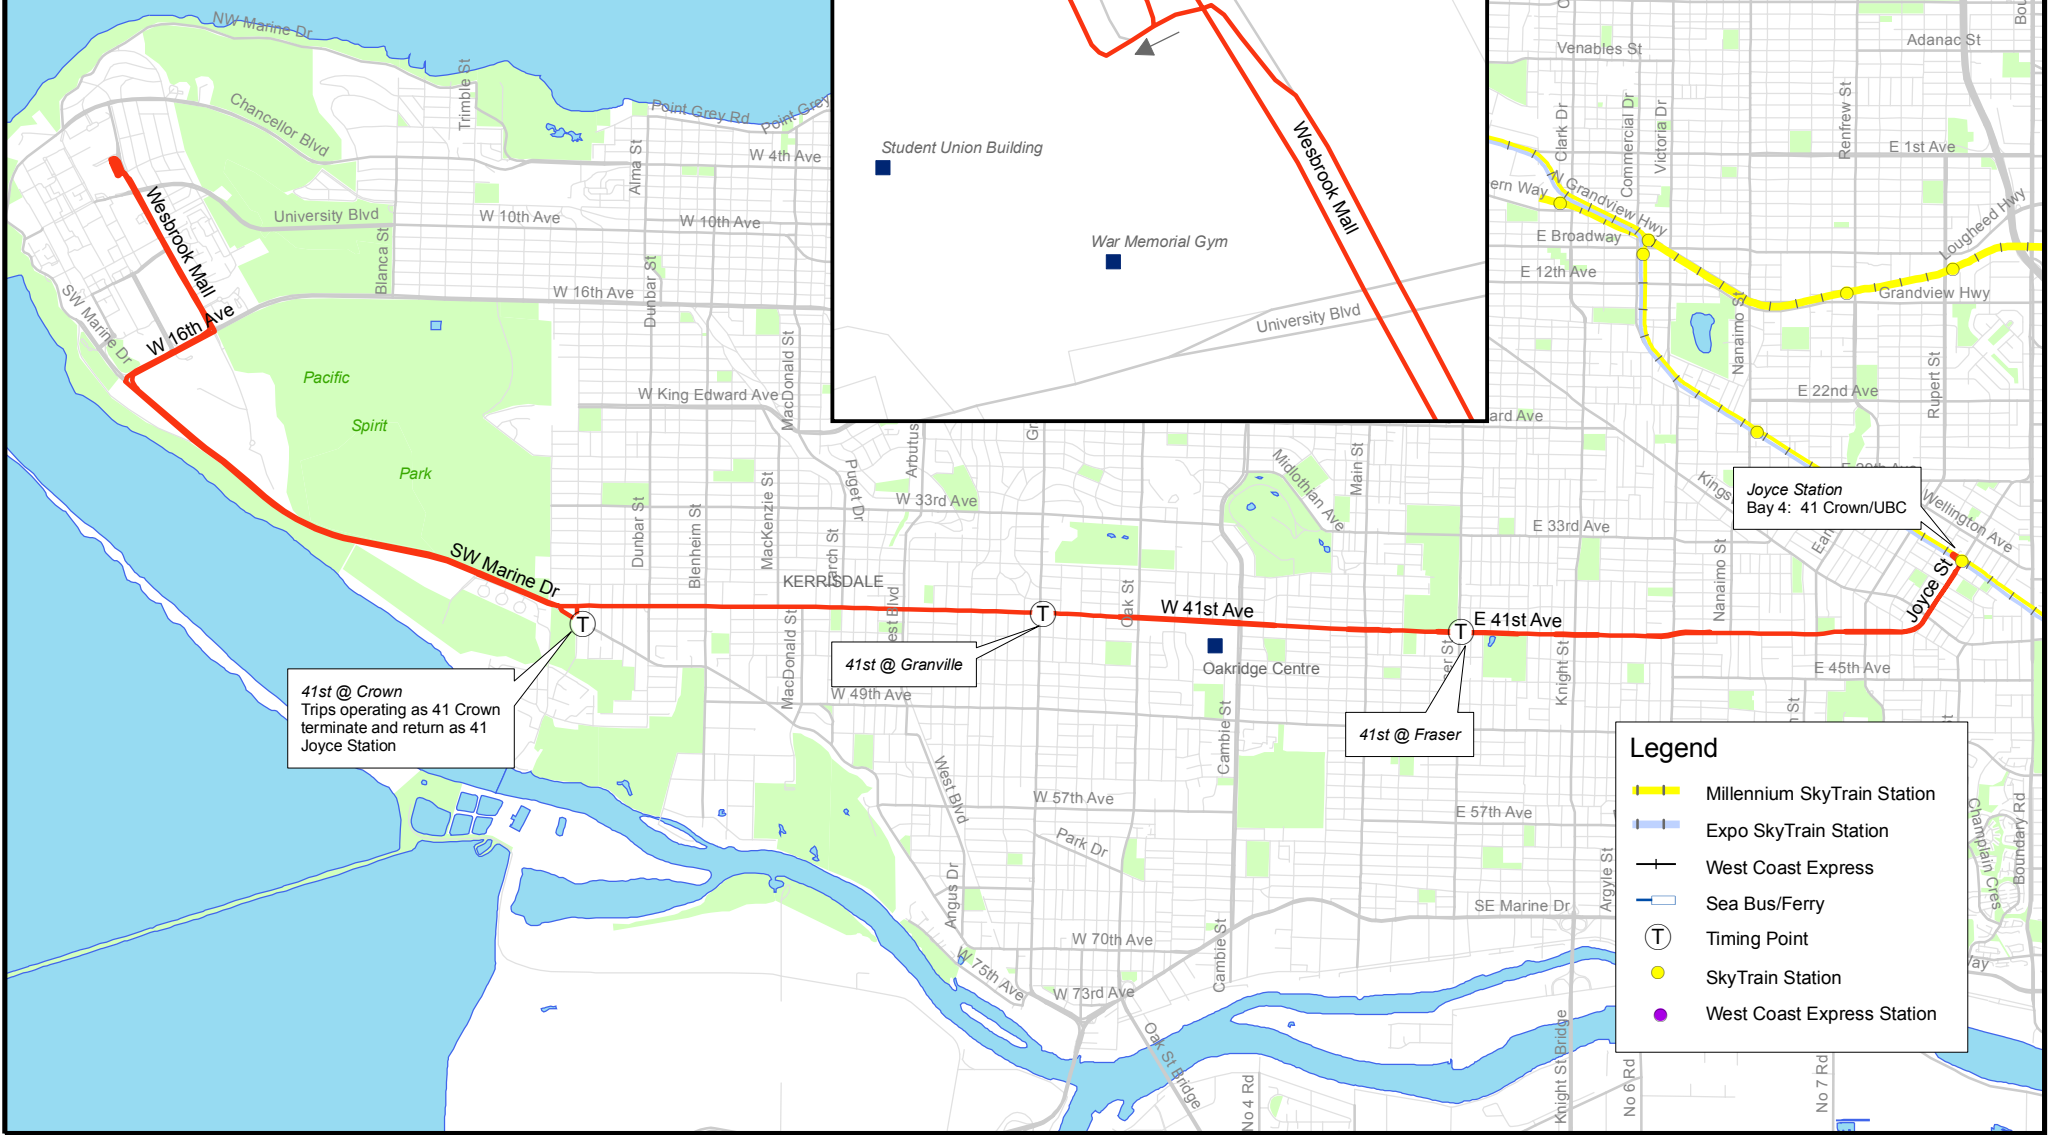 NW Marine Dr
Trimble St
Chancellor Blvd
Point Grey Rd
Point Grey
W 4th Ave
Alma St
University Blvd
W 10th Ave
W 10th Ave
Blanca St
Dunbar St
Wesbrook Mall
SW Marine Dr
W 16th Ave
W 16th Ave
Pacific
Spirit
Park
W King Edward Ave
MacDonald St
Student Union Building
War Memorial Gym
Wesbrook Mall
University Blvd
Venables St
Adanac St
Clark Dr
Commercial Dr
Victoria Dr
Renfrew St
E 1st Ave
ern Way
N Grandview Hwy
E Broadway
E 12th Ave
Lougheed Hwy
Grandview Hwy
Nanaimo St
E 22nd Ave
Rupert St
ard Ave
Arbutus
Gr
Puget Dr
W 33rd Ave
Midlothian Ave
Main St
E 33rd Ave
Kings
Joyce Station
Bay 4: 41 Crown/UBC
Wellington Ave
Dunbar St
Blenheim St
MacKenzie St
KERRISDALE
SW Marine Dr
Oak St
W 41st Ave
E 41st Ave
Nanaimo St
Joyce St
T
T
T
41st @ Granville
Oakridge Centre
Knight St
E 45th Ave
41st @ Crown
Trips operating as 41 Crown
terminate and return as 41
Joyce Station
MacDonald St
W 49th Ave
Cambie St
41st @ Fraser
West Blvd
W 57th Ave
E 57th Ave
Park Dr
Angus Dr
Argyle St
SE Marine Dr
W 70th Ave
W 75th Ave
W 73rd Ave
Cambie St
Oak St Bridge
No 4 Rd
Knight St Bridge
No 6 Rd
No 7 Rd
Champlain Cres
Boundary Rd
Legend
Millennium SkyTrain Station
Expo SkyTrain Station
West Coast Express
Sea Bus/Ferry
T
Timing Point
SkyTrain Station
West Coast Express Station